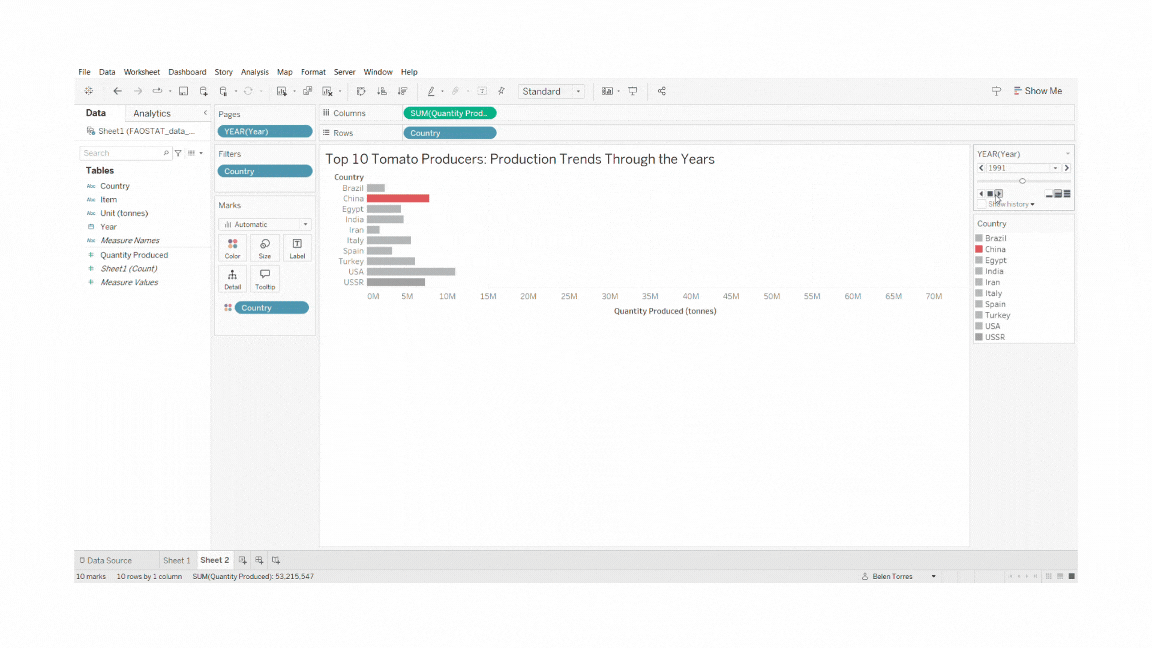 File Data Worksheet Dashboard Story Analysis Map Format Server Window Help
Standard
Show Me
Data Analytics
Sheet1 (FAOSTAT_data_...
Search
Tables
Abc Country
Abc Item
Abc Unit (tonnes)
Year
Abc Measure Names
# Quantity Produced
# Sheet1 (Count)
# Measure Values
Pages
YEAR(Year)
Filters
Country
Marks
Automatic
Color Size Label
Detail Tooltip
Country
Columns SUM(Quantity Prod..
Rows Country
Top 10 Tomato Producers: Production Trends Through the Years
Country
Brazil
China
Egypt
India
Iran
Italy
Spain
Turkey
USA
USSR
0M 5M 10M 15M 20M 25M 30M 35M 40M 45M 50M 55M 60M 65M 70M
Quantity Produced (tonnes)
YEAR(Year)
1991
Show history
Country
Brazil
China
Egypt
India
Iran
Italy
Spain
Turkey
USA
USSR
Data Source Sheet 1 Sheet 2
10 marks 10 rows by 1 column SUM(Quantity Produced): 53,215,547 Belen Torres